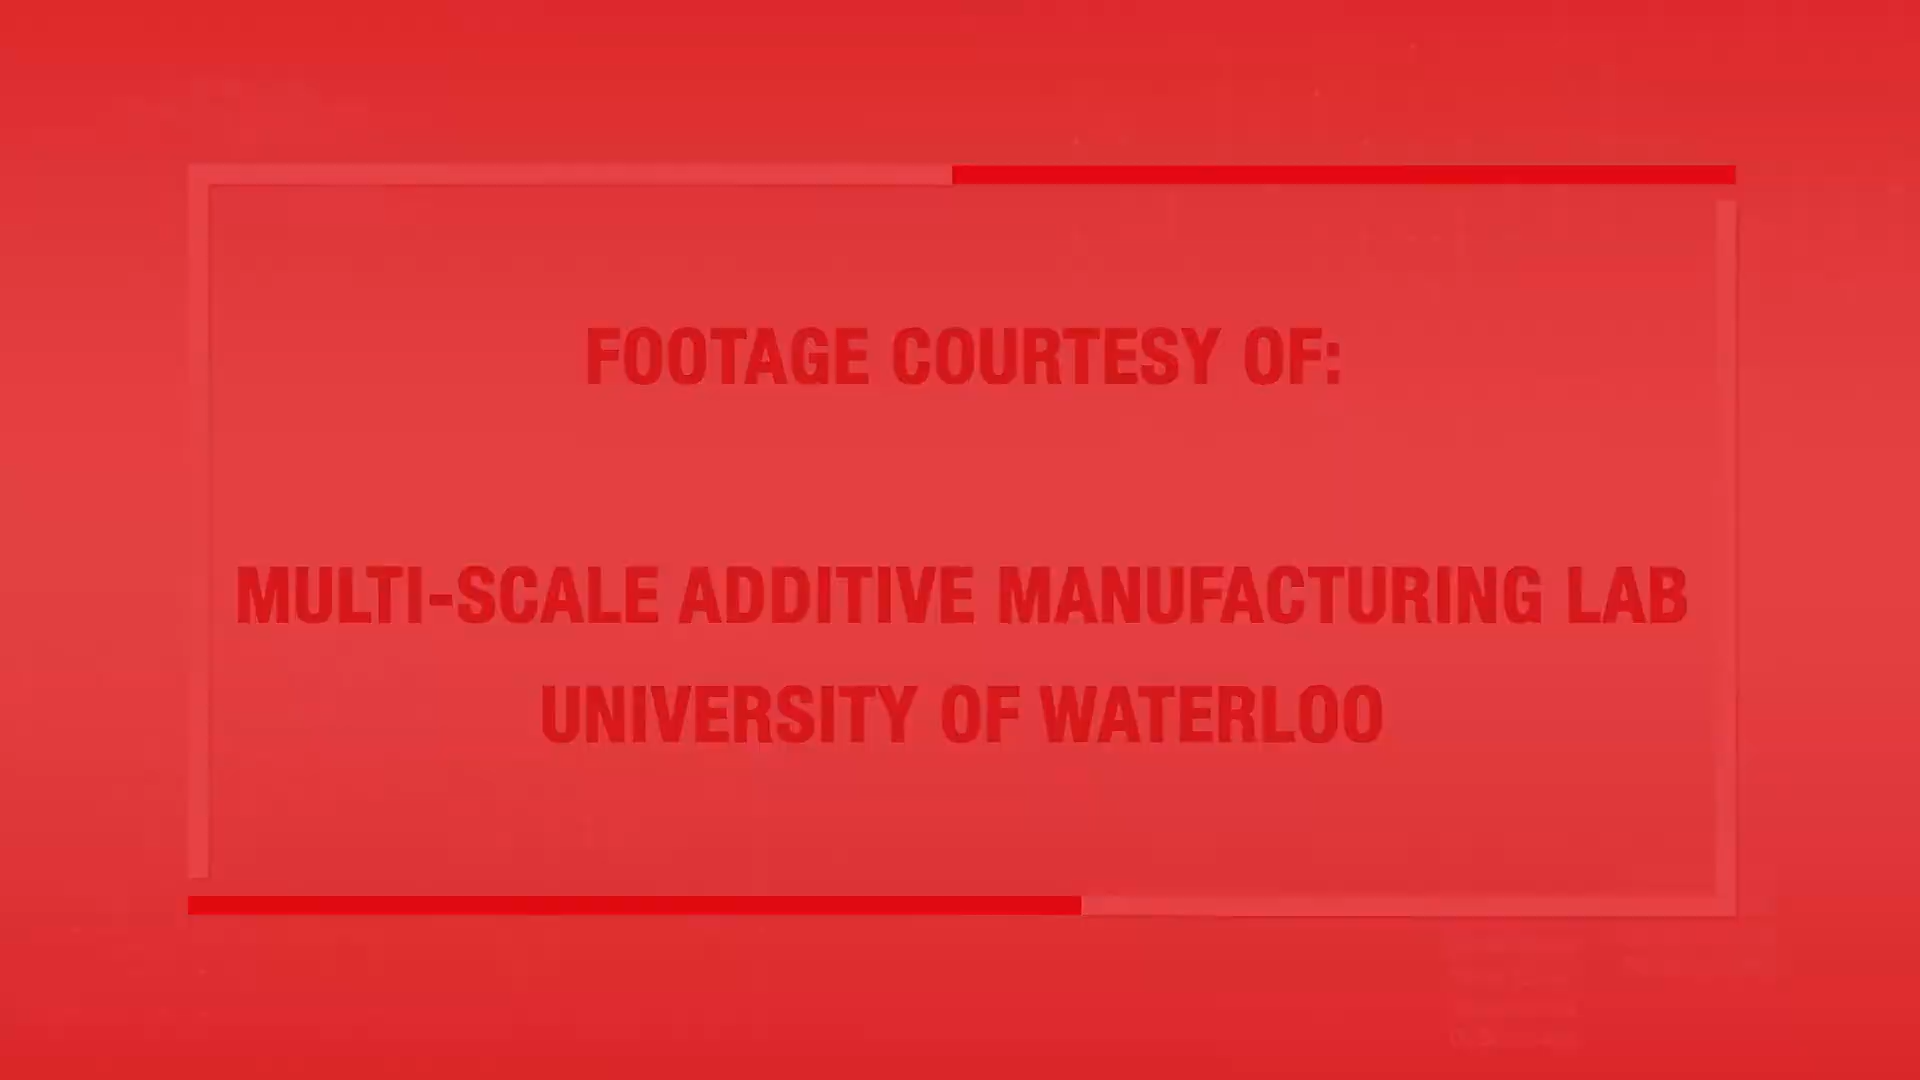 FOOTAGE COURTESY OF:
MULTI-SCALE ADDITIVE MANUFACTURING LAB
UNIVERSITY OF WATERLOO